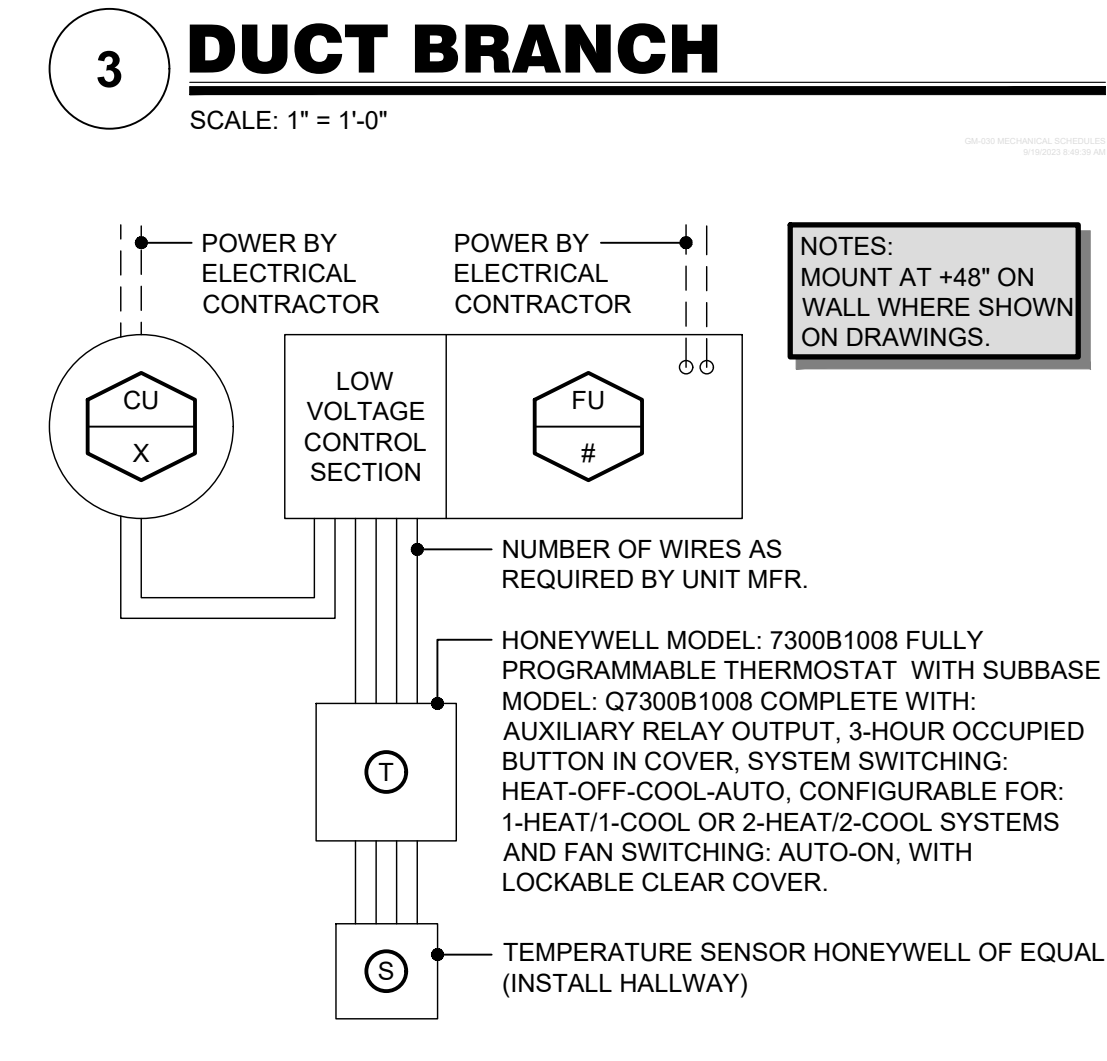 3
DUCT BRANCH
SCALE: 1" = 1'-0"
GM-030 MECHANICAL SCHEDULES
9/19/2023 8:49:39 AM
POWER BY
ELECTRICAL
CONTRACTOR
POWER BY
ELECTRICAL
CONTRACTOR
NOTES:
MOUNT AT +48" ON
WALL WHERE SHOWN
ON DRAWINGS.
CU
X
LOW
VOLTAGE
CONTROL
SECTION
FU
#
NUMBER OF WIRES AS
REQUIRED BY UNIT MFR.
HONEYWELL MODEL: 7300B1008 FULLY
PROGRAMMABLE THERMOSTAT WITH SUBBASE
MODEL: Q7300B1008 COMPLETE WITH:
AUXILIARY RELAY OUTPUT, 3-HOUR OCCUPIED
BUTTON IN COVER, SYSTEM SWITCHING:
HEAT-OFF-COOL-AUTO, CONFIGURABLE FOR:
1-HEAT/1-COOL OR 2-HEAT/2-COOL SYSTEMS
AND FAN SWITCHING: AUTO-ON, WITH
LOCKABLE CLEAR COVER.
T
TEMPERATURE SENSOR HONEYWELL OF EQUAL
(INSTALL HALLWAY)
S